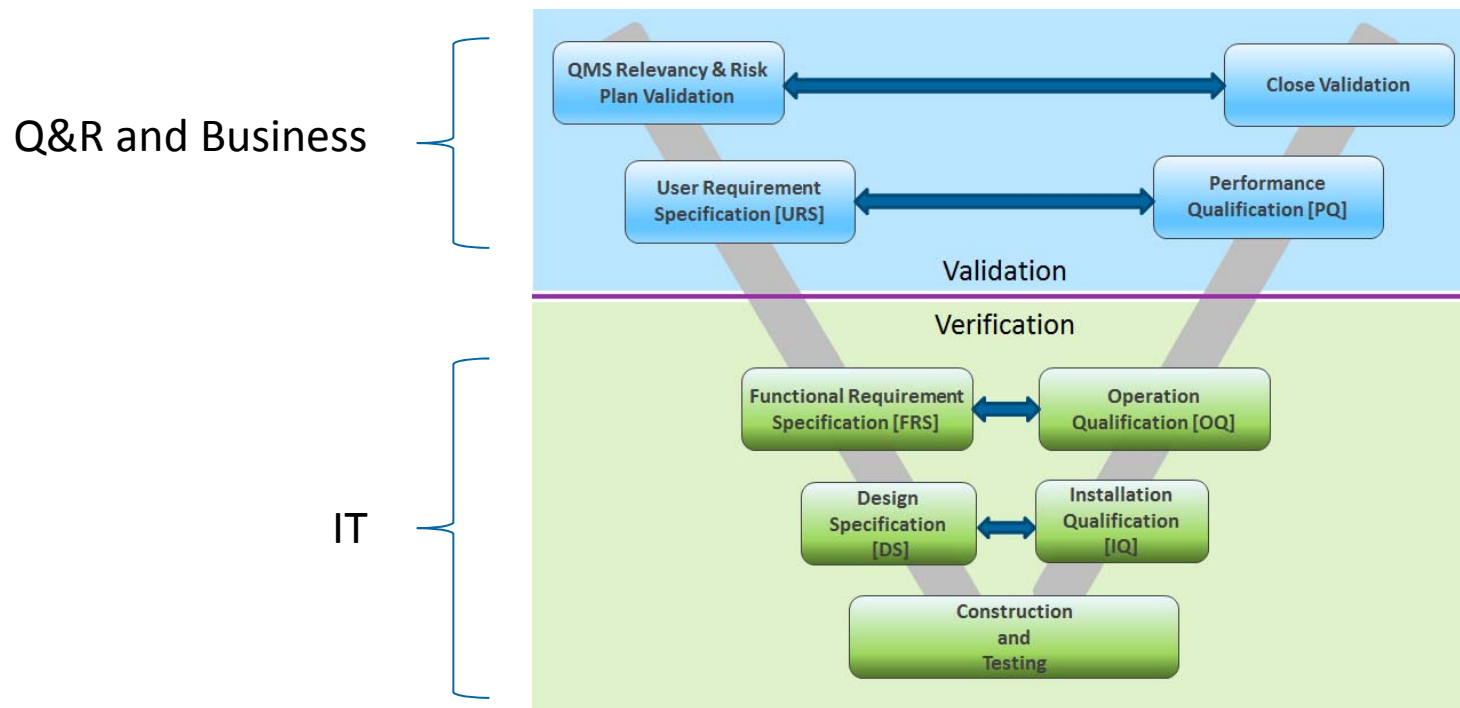 Q&R and Business
QMS Relevancy & Risk
Plan Validation
Close Validation
User Requirement
Specification [URS]
Performance
Qualification [PQ]
Validation
Verification
Functional Requirement
Specification [FRS]
Operation
Qualification [OQ]
IT
Design
Specification
[DS]
Installation
Qualification
[IQ]
Construction
and
Testing